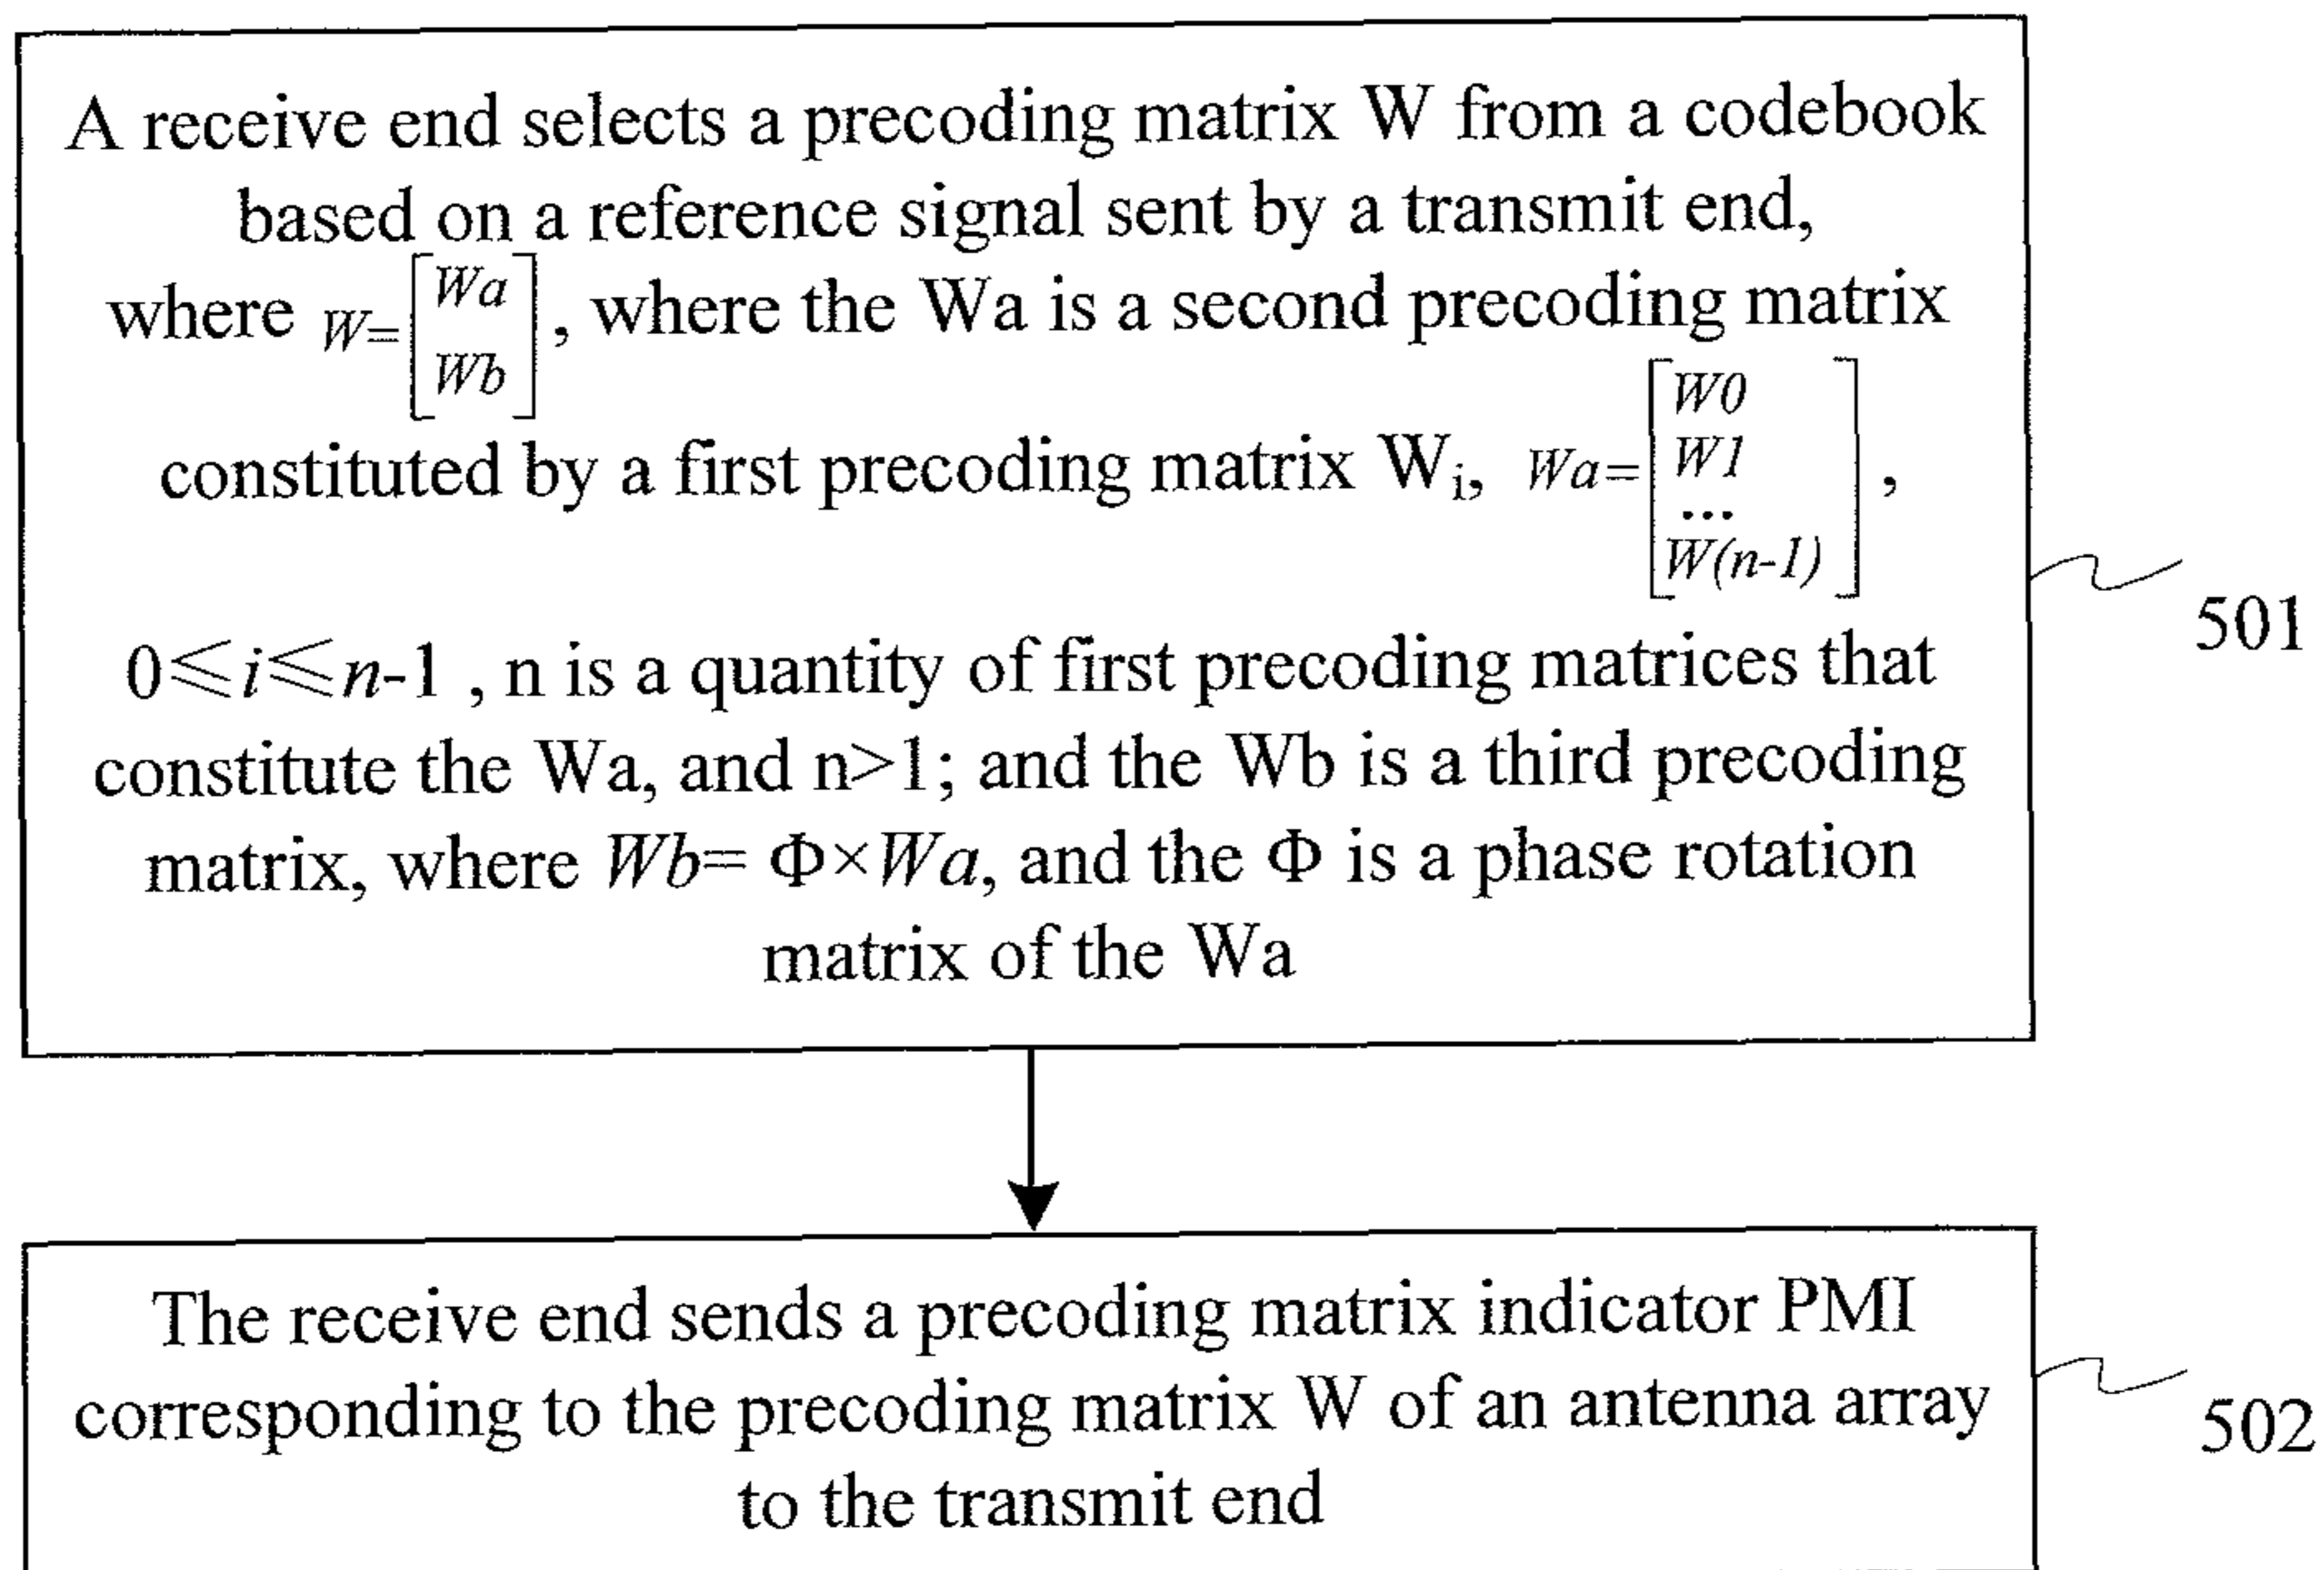 A receive end selects a precoding matrix W from a codebook
based on a reference signal sent by a transmit end,
where W=[Wa Wb], where the Wa is a second precoding matrix
constituted by a first precoding matrix Wi, Wa=[W0 W1 ... W(n-1)],
0≤i≤n-1 , n is a quantity of first precoding matrices that
501
constitute the Wa, and n>1; and the Wb is a third precoding
matrix, where Wb= Φ×Wa, and the Φ is a phase rotation
matrix of the Wa
The receive end sends a precoding matrix indicator PMI
corresponding to the precoding matrix W of an antenna array
502
to the transmit end